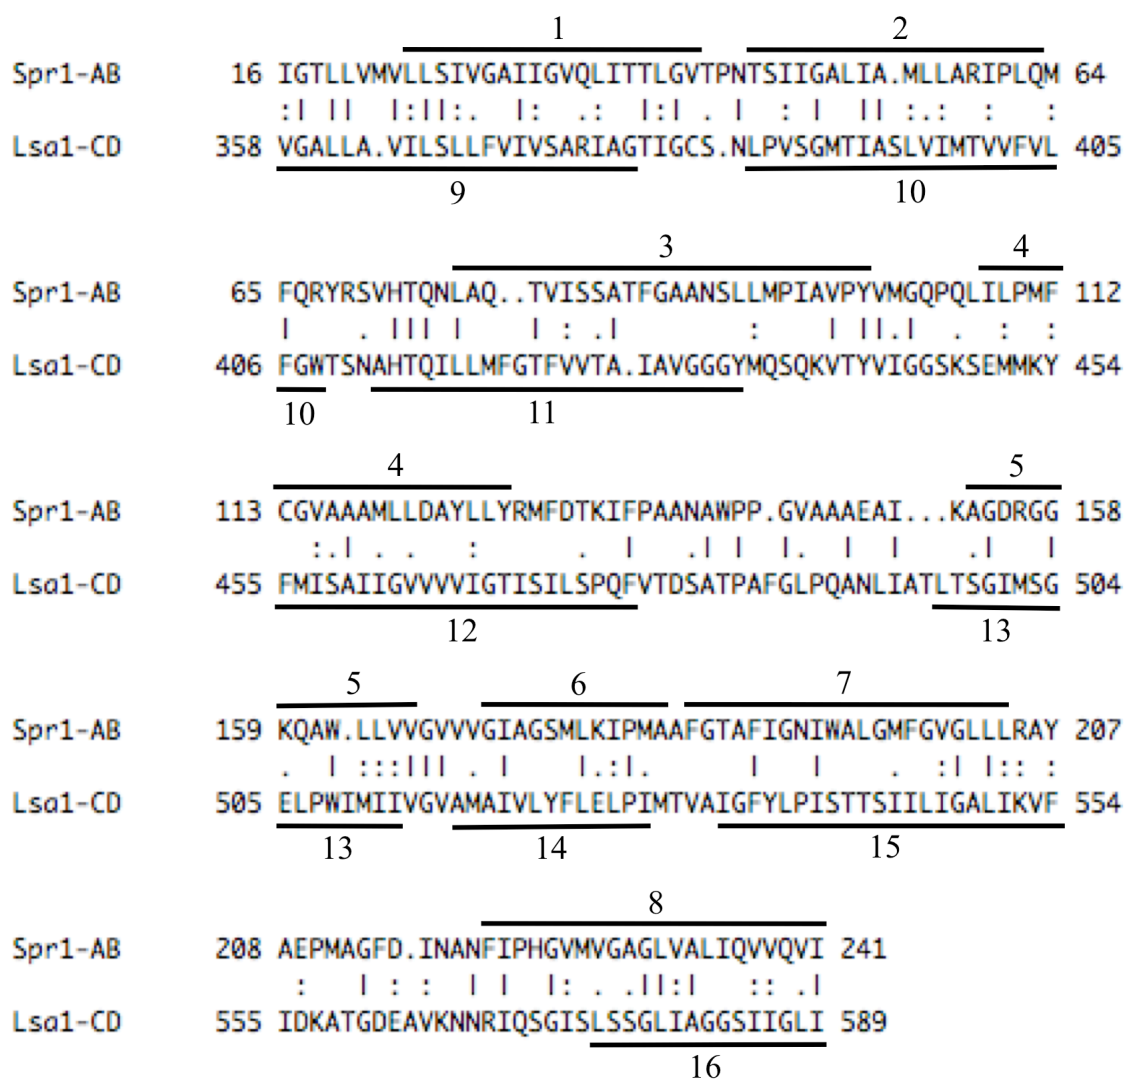 1 2
Spr1-AB 16 IGTLLVMVLLSIVGAIIGVQLITTLGVTPNTSIIGALIA.MLLARIPLQM 64
:| || |:||:. |: .: |:| . | : | || :.: : :
Lsa1-CD 358 VGALLA.VILSLLFVIVSARIAGTIGCS.NLPVSGMTIASLVIMTVVFVL 405
9 10
3 4
Spr1-AB 65 FQRYRSVHTQNLAQ..TVISSATFGAANSLLMPIAVPYVMGQPQLILPMF 112
| . ||| | | : .| : | ||.| . : :
Lsa1-CD 406 FGWTSNAHTQILLMFGTFVVTA.IAVGGGYMQSQKVTYVIGGSKSEMMKY 454
10 11
4 5
Spr1-AB 113 CGVAAAMLLDAYLLYRMFDTKIFPAANAWPP.GVAAAEAI...KAGDRGG 158
:.| . . : . | .| | |. | | .| |
Lsa1-CD 455 FMISAIIGVVVVVIGTISILSPQFVTDSATPAFGLPQANLIATLTSGIMSG 504
12 13
5 6 7
Spr1-AB 159 KQAW.LLVVGVVVGIAGSMLKIPMAAFGTAFIGNIWALGMFGVGLLLRAY 207
. | :::||| . | |.:|. | | . :| |:: :
Lsa1-CD 505 ELPWIMIIVGVAMAIVLYFLELPIMTVAIGFYLPISTTSIILIGALIKVF 554
13 14 15
8
Spr1-AB 208 AEPMAGFD.INANFIPHGVMVGAGLVALIQVVQVI 241
: | : : | | |: . .||:| :: .|
Lsa1-CD 555 IDKATGDEAVKNNRIQSGISLSSGLIAGGSIIGLI 589
16